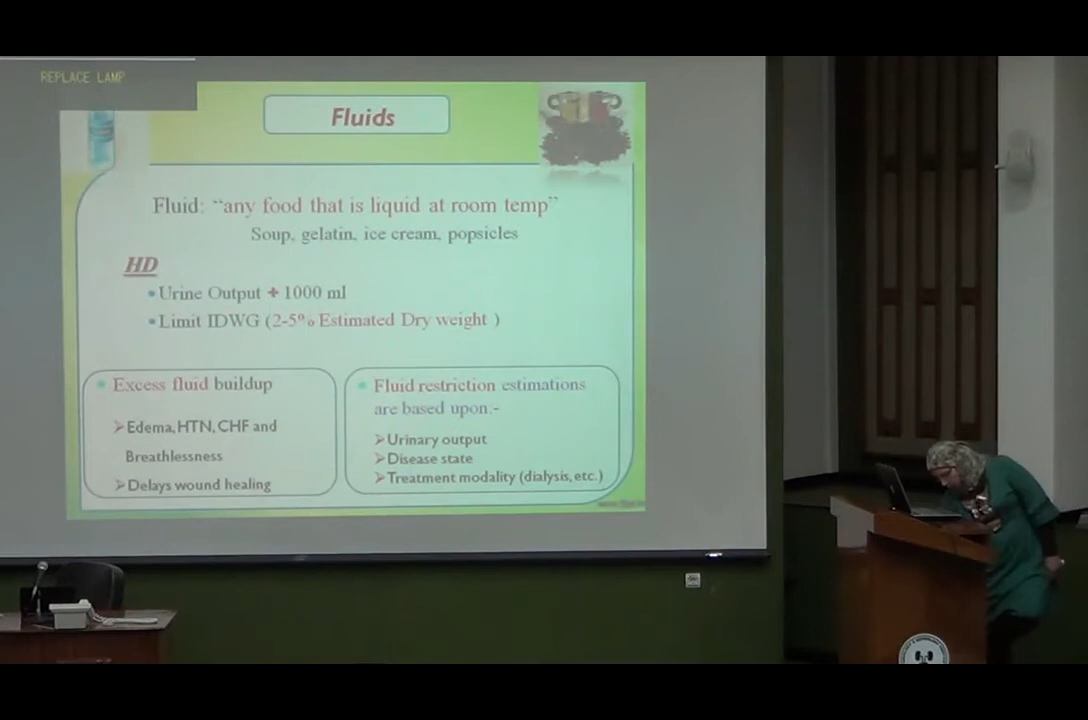 REPLACE LAMP
Fluids
Fluid: “any food that is liquid at room temp”
Soup, gelatin, ice cream, popsicles
HD
• Urine Output + 1000 ml
• Limit IDWG (2-5% Estimated Dry weight )
• Excess fluid buildup
➢ Edema, HTN, CHF and
Breathlessness
➢ Delays wound healing
• Fluid restriction estimations
are based upon:-
➢ Urinary output
➢ Disease state
➢ Treatment modality (dialysis, etc.)